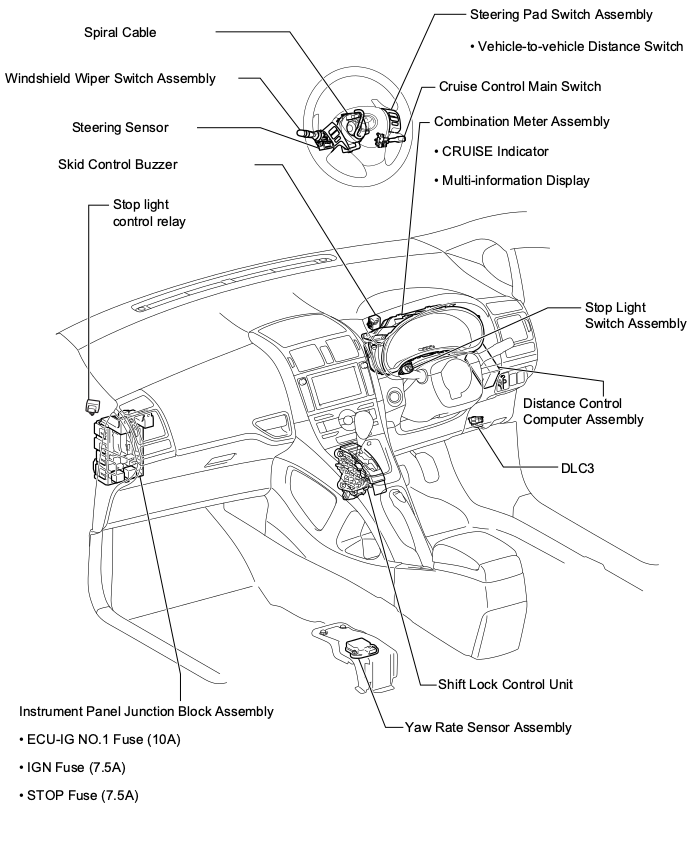 Steering Pad Switch Assembly
• Vehicle-to-vehicle Distance Switch
Spiral Cable
Windshield Wiper Switch Assembly
Cruise Control Main Switch
Steering Sensor
Combination Meter Assembly
• CRUISE Indicator
• Multi-information Display
Skid Control Buzzer
Stop light
control relay
Stop Light
Switch Assembly
Distance Control
Computer Assembly
DLC3
Shift Lock Control Unit
Yaw Rate Sensor Assembly
Instrument Panel Junction Block Assembly
• ECU-IG NO.1 Fuse (10A)
• IGN Fuse (7.5A)
• STOP Fuse (7.5A)